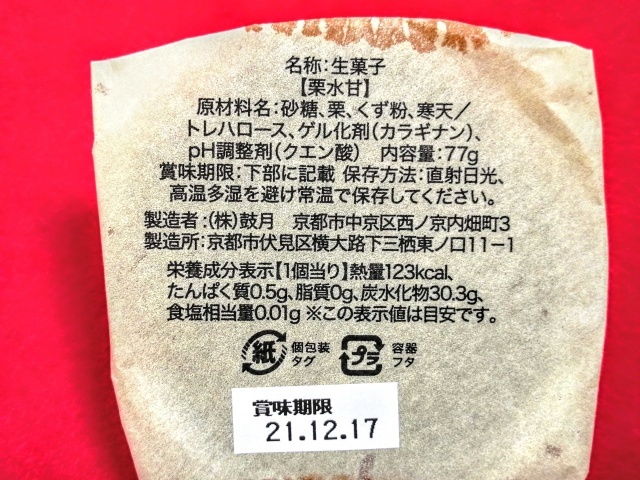 名称:生菓子
【栗水甘】
原材料名:砂糖、栗、くず粉、寒天／
トレハロース、ゲル化剤(カラギナン)、
pH調整剤(クエン酸) 内容量:77g
賞味期限:下部に記載 保存方法:直射日光、
高温多湿を避け常温で保存してください。
製造者:(株)鼓月 京都市中京区西ノ京内畑町3
製造所:京都市伏見区横大路下三栖東ノ口11-1
栄養成分表示【1個当り】熱量123kcal、
たんぱく質0.5g、脂質0g、炭水化物30.3g、
食塩相当量0.01g ※この表示値は目安です。
紙 個包装 プラ 容器
タグ フタ
賞味期限
21.12.17